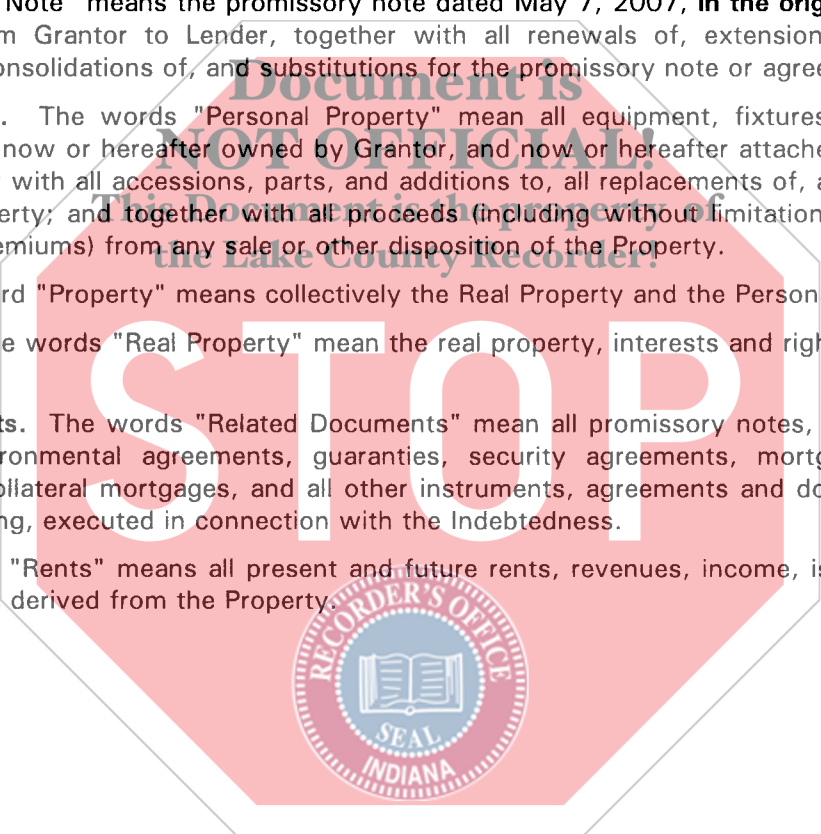 Note" means the promissory note dated May 7, 2007, in the orig
m Grantor to Lender, together with all renewals of, extension
onsolidations of, and substitutions for the promissory note or agree
Document is
. The words "Personal Property" mean all equipment, fixtures
NOT OFFICIAL!
now or hereafter owned by Grantor, and now or hereafter attache
with all accessions, parts, and additions to, all replacements of, a
This Document is the property of
erty; and together with all proceeds (including without limitation
emiums) from any sale or other disposition of the Property.
the Lake County Recorder!
rd "Property" means collectively the Real Property and the Person
e words "Real Property" mean the real property, interests and righ
STOP
ts. The words "Related Documents" mean all promissory notes,
ronmental agreements, guaranties, security agreements, mortg
ollateral mortgages, and all other instruments, agreements and do
ng, executed in connection with the Indebtedness.
"Rents" means all present and future rents, revenues, income, is
derived from the Property.
RECORDER'S OFFICE
SEAL
INDIANA